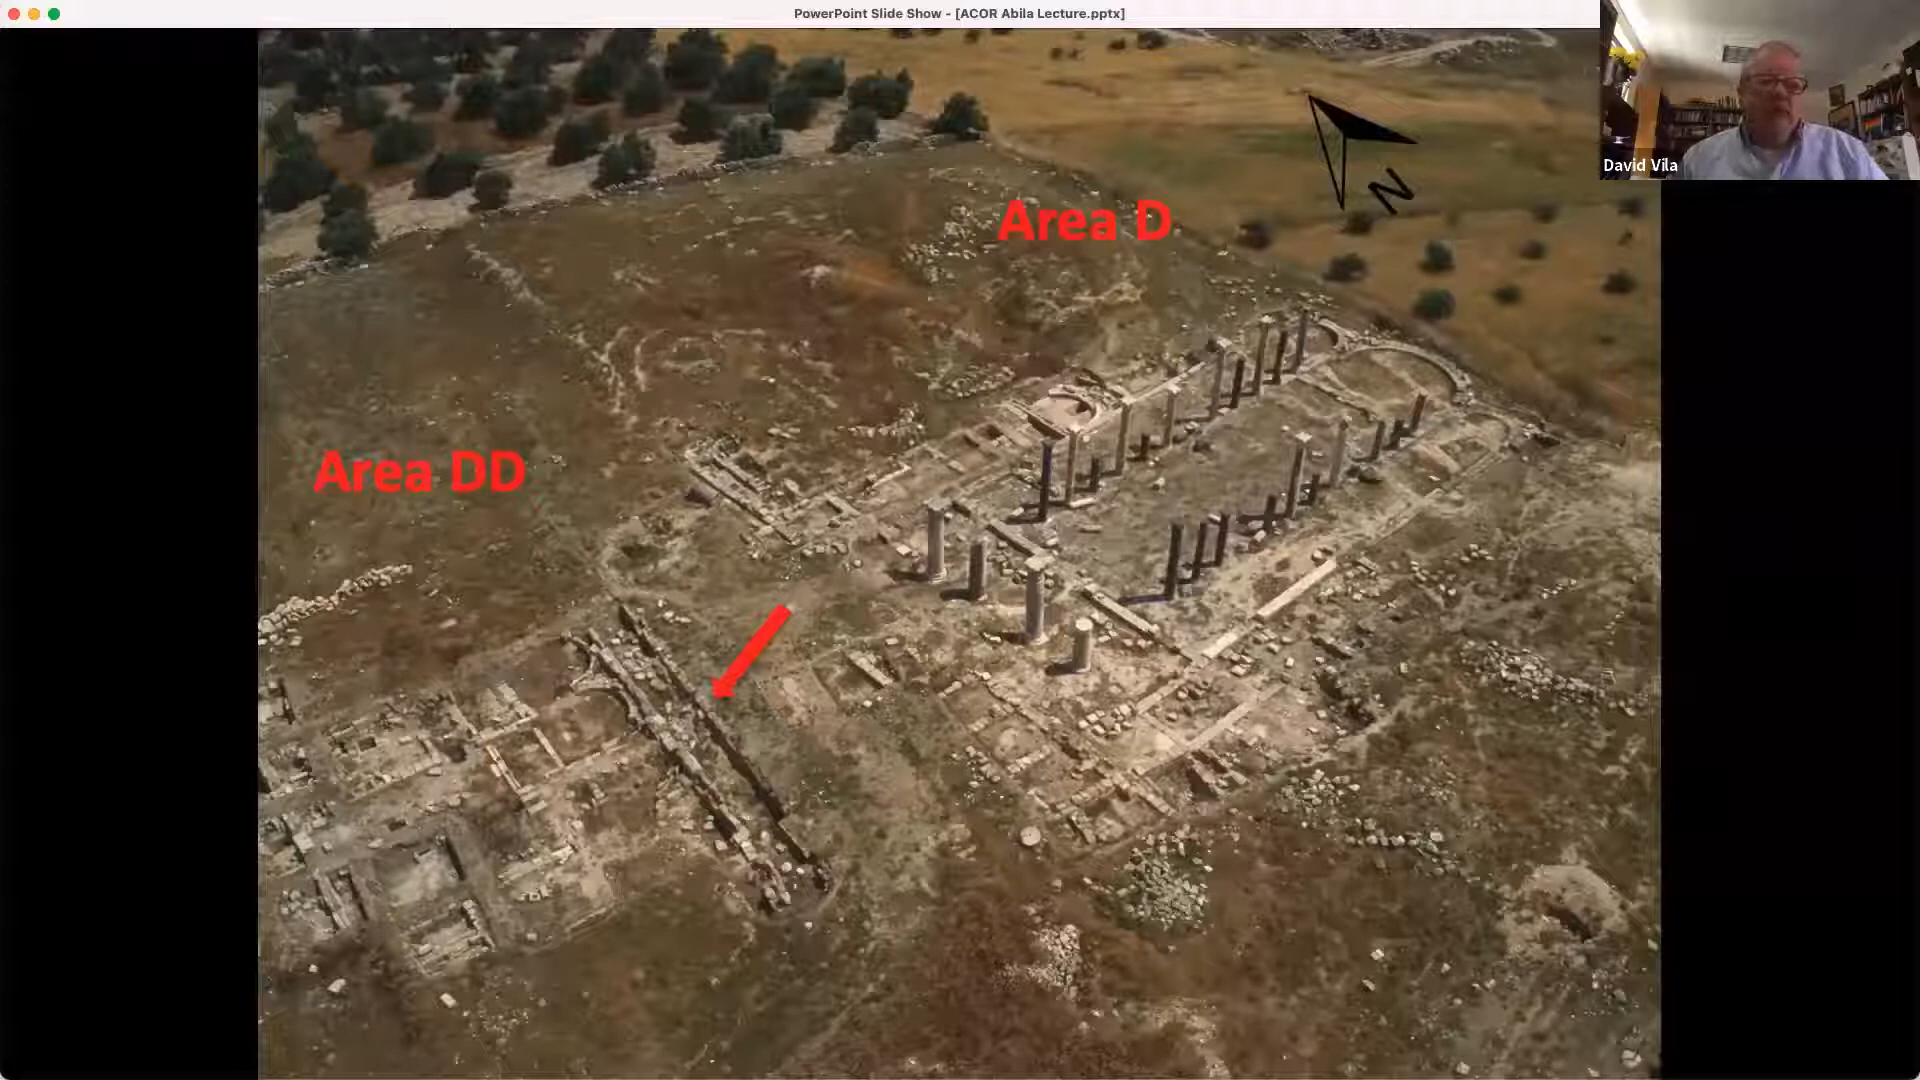 PowerPoint Slide Show - [ACOR Abila Lecture.pptx]
David Vila
N
Area D
Area DD